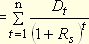 = n Σ t=1 D_t / (1 + R_s)^t